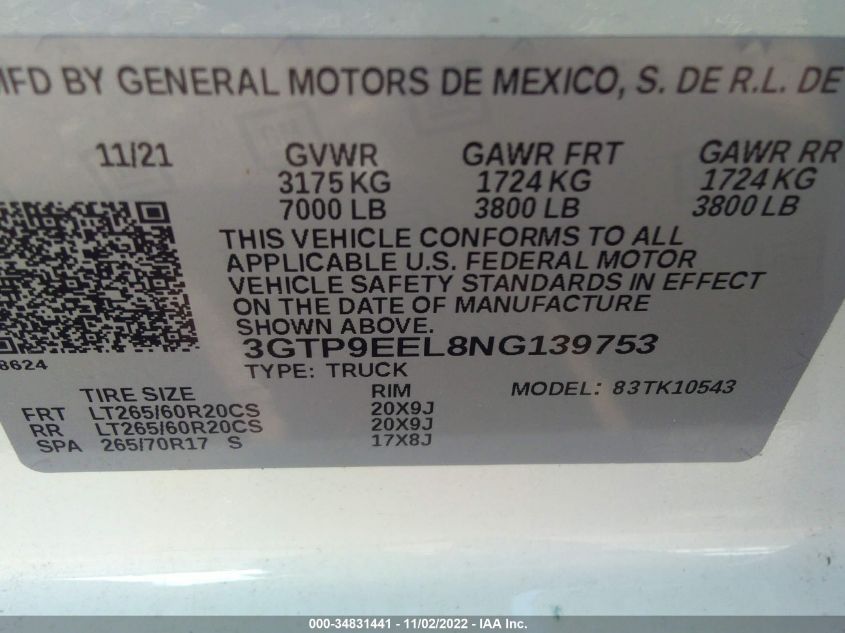 MFD BY GENERAL MOTORS DE MEXICO, S. DE R.L. DE
11/21 GVWR GAWR FRT GAWR RR
3175 KG 1724 KG 1724 KG
7000 LB 3800 LB 3800 LB
THIS VEHICLE CONFORMS TO ALL
APPLICABLE U.S. FEDERAL MOTOR
VEHICLE SAFETY STANDARDS IN EFFECT
ON THE DATE OF MANUFACTURE
SHOWN ABOVE.
3GTP9EEL8NG139753
8624
TYPE: TRUCK
TIRE SIZE RIM MODEL: 83TK10543
FRT LT265/60R20CS 20X9J
RR LT265/60R20CS 20X9J
SPA 265/70R17 S 17X8J
000-34831441 - 11/02/2022 - IAA Inc.